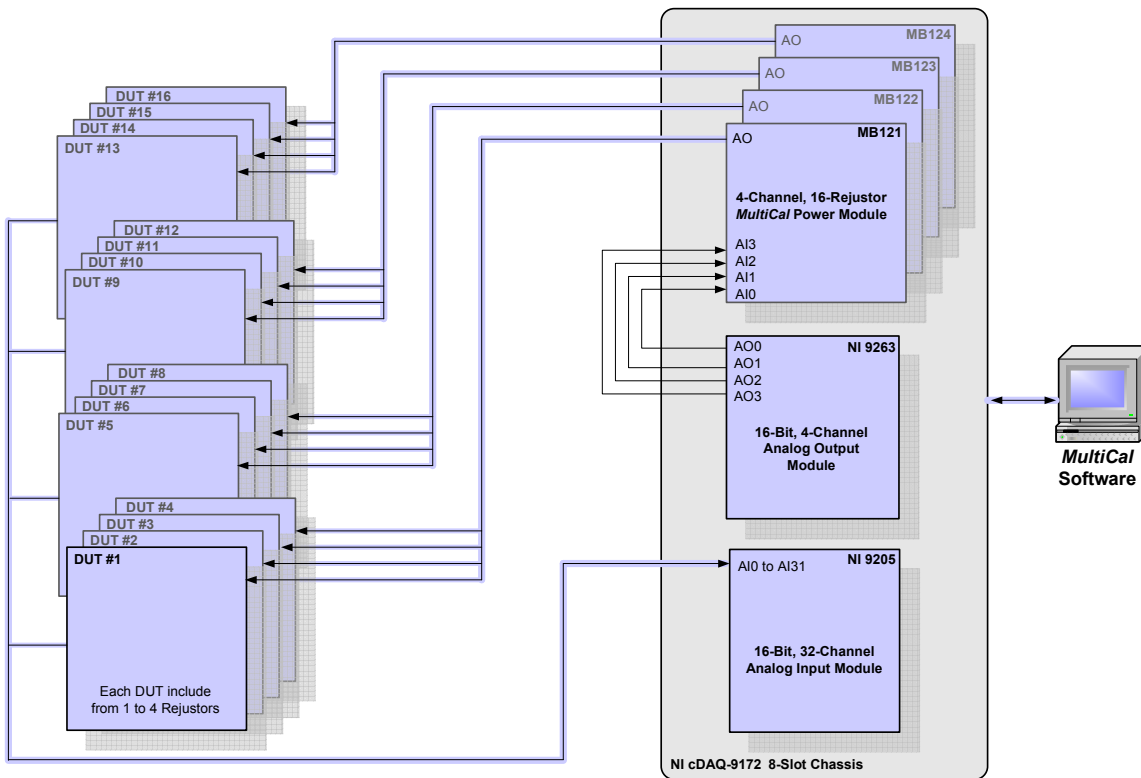 DUT #16
DUT #15
DUT #14
DUT #13
DUT #12
DUT #11
DUT #10
DUT #9
DUT #8
DUT #7
DUT #6
DUT #5
DUT #4
DUT #3
DUT #2
DUT #1
Each DUT include
from 1 to 4 Rejustors
AO
MB124
AO
MB123
AO
MB122
AO
MB121
4-Channel, 16-Rejustor
MultiCal Power Module
AI3
AI2
AI1
AI0
AO0
NI 9263
AO1
AO2
AO3
16-Bit, 4-Channel
Analog Output
Module
NI 9205
AI0 to AI31
16-Bit, 32-Channel
Analog Input Module
NI cDAQ-9172 8-Slot Chassis
MultiCal
Software